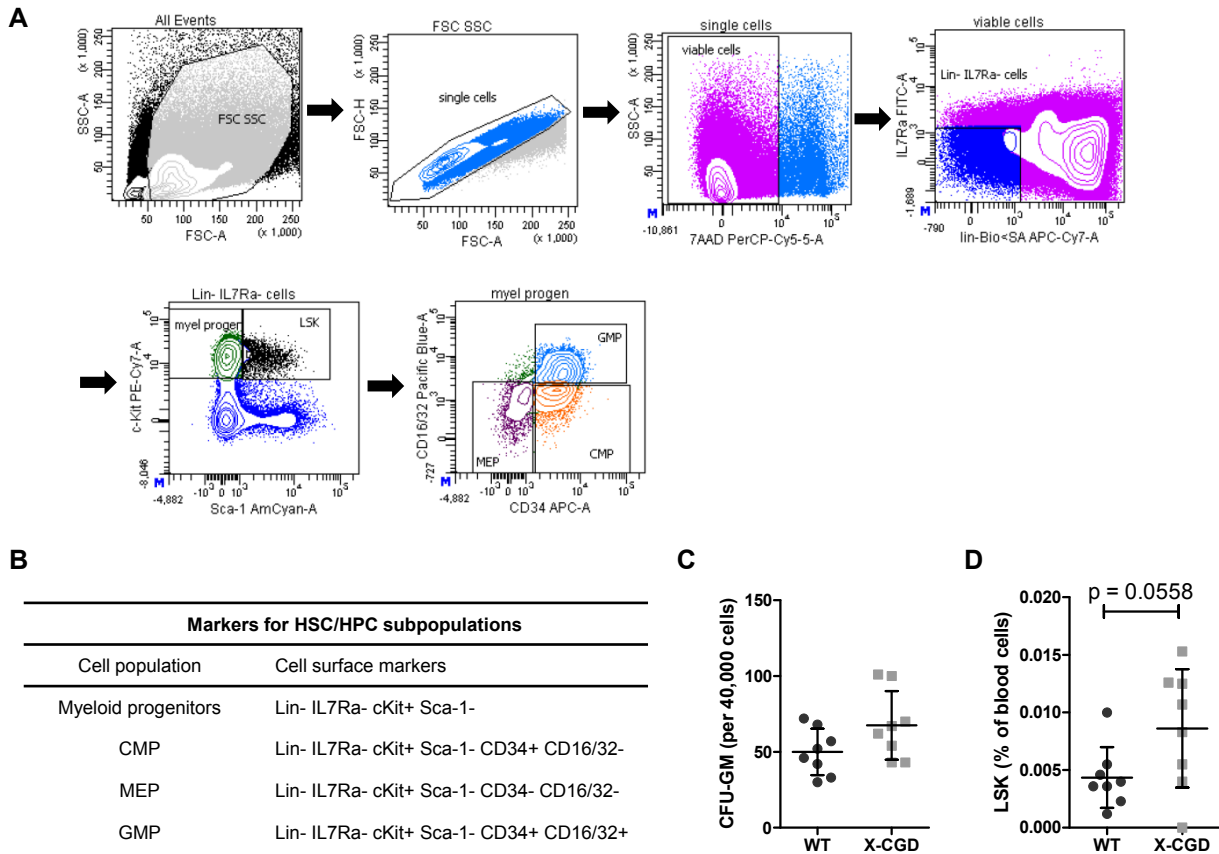 A
All Events
SSC-A
(x 1,000)
50 100 150 200 250
FSC SSC
50 100 150 200 250
FSC-A
(x 1,000)
FSC SSC
FSC-H
(x 1,000)
50 100 150 200 250
single cells
50 100 150 200 250
FSC-A
(x 1,000)
single cells
SSC-A
(x 1,000)
50 100 150 200 250
viable cells
M
-10,861
10⁴ 10⁵
7AAD PerCP-Cy5-5-A
viable cells
IL7Ra FITC-A
-1,689
Lin- IL7Ra- cells
M
-790
0 10³ 10⁴ 10⁵
lin-Bio<SA APC-Cy7-A
Lin- IL7Ra- cells
c-Kit PE-Cy7-A
-8,046
0 10⁴ 10⁵
myel progen
LSK
M
-4,882
-10³ 0 10³ 10⁴ 10⁵
Sca-1 AmCyan-A
myel progen
CD16/32 Pacific Blue-A
-727
GMP
MEP
CMP
M
-4,882
-10³ 0 10³ 10⁴ 10⁵
CD34 APC-A
B
Markers for HSC/HPC subpopulations
Cell population Cell surface markers
Myeloid progenitors Lin- IL7Ra- cKit+ Sca-1-
CMP Lin- IL7Ra- cKit+ Sca-1- CD34+ CD16/32-
MEP Lin- IL7Ra- cKit+ Sca-1- CD34- CD16/32-
GMP Lin- IL7Ra- cKit+ Sca-1- CD34+ CD16/32+
C
CFU-GM (per 40,000 cells)
150
100
50
0
WT X-CGD
D
p = 0.0558
LSK (% of blood cells)
0.020
0.015
0.010
0.005
0.000
WT X-CGD